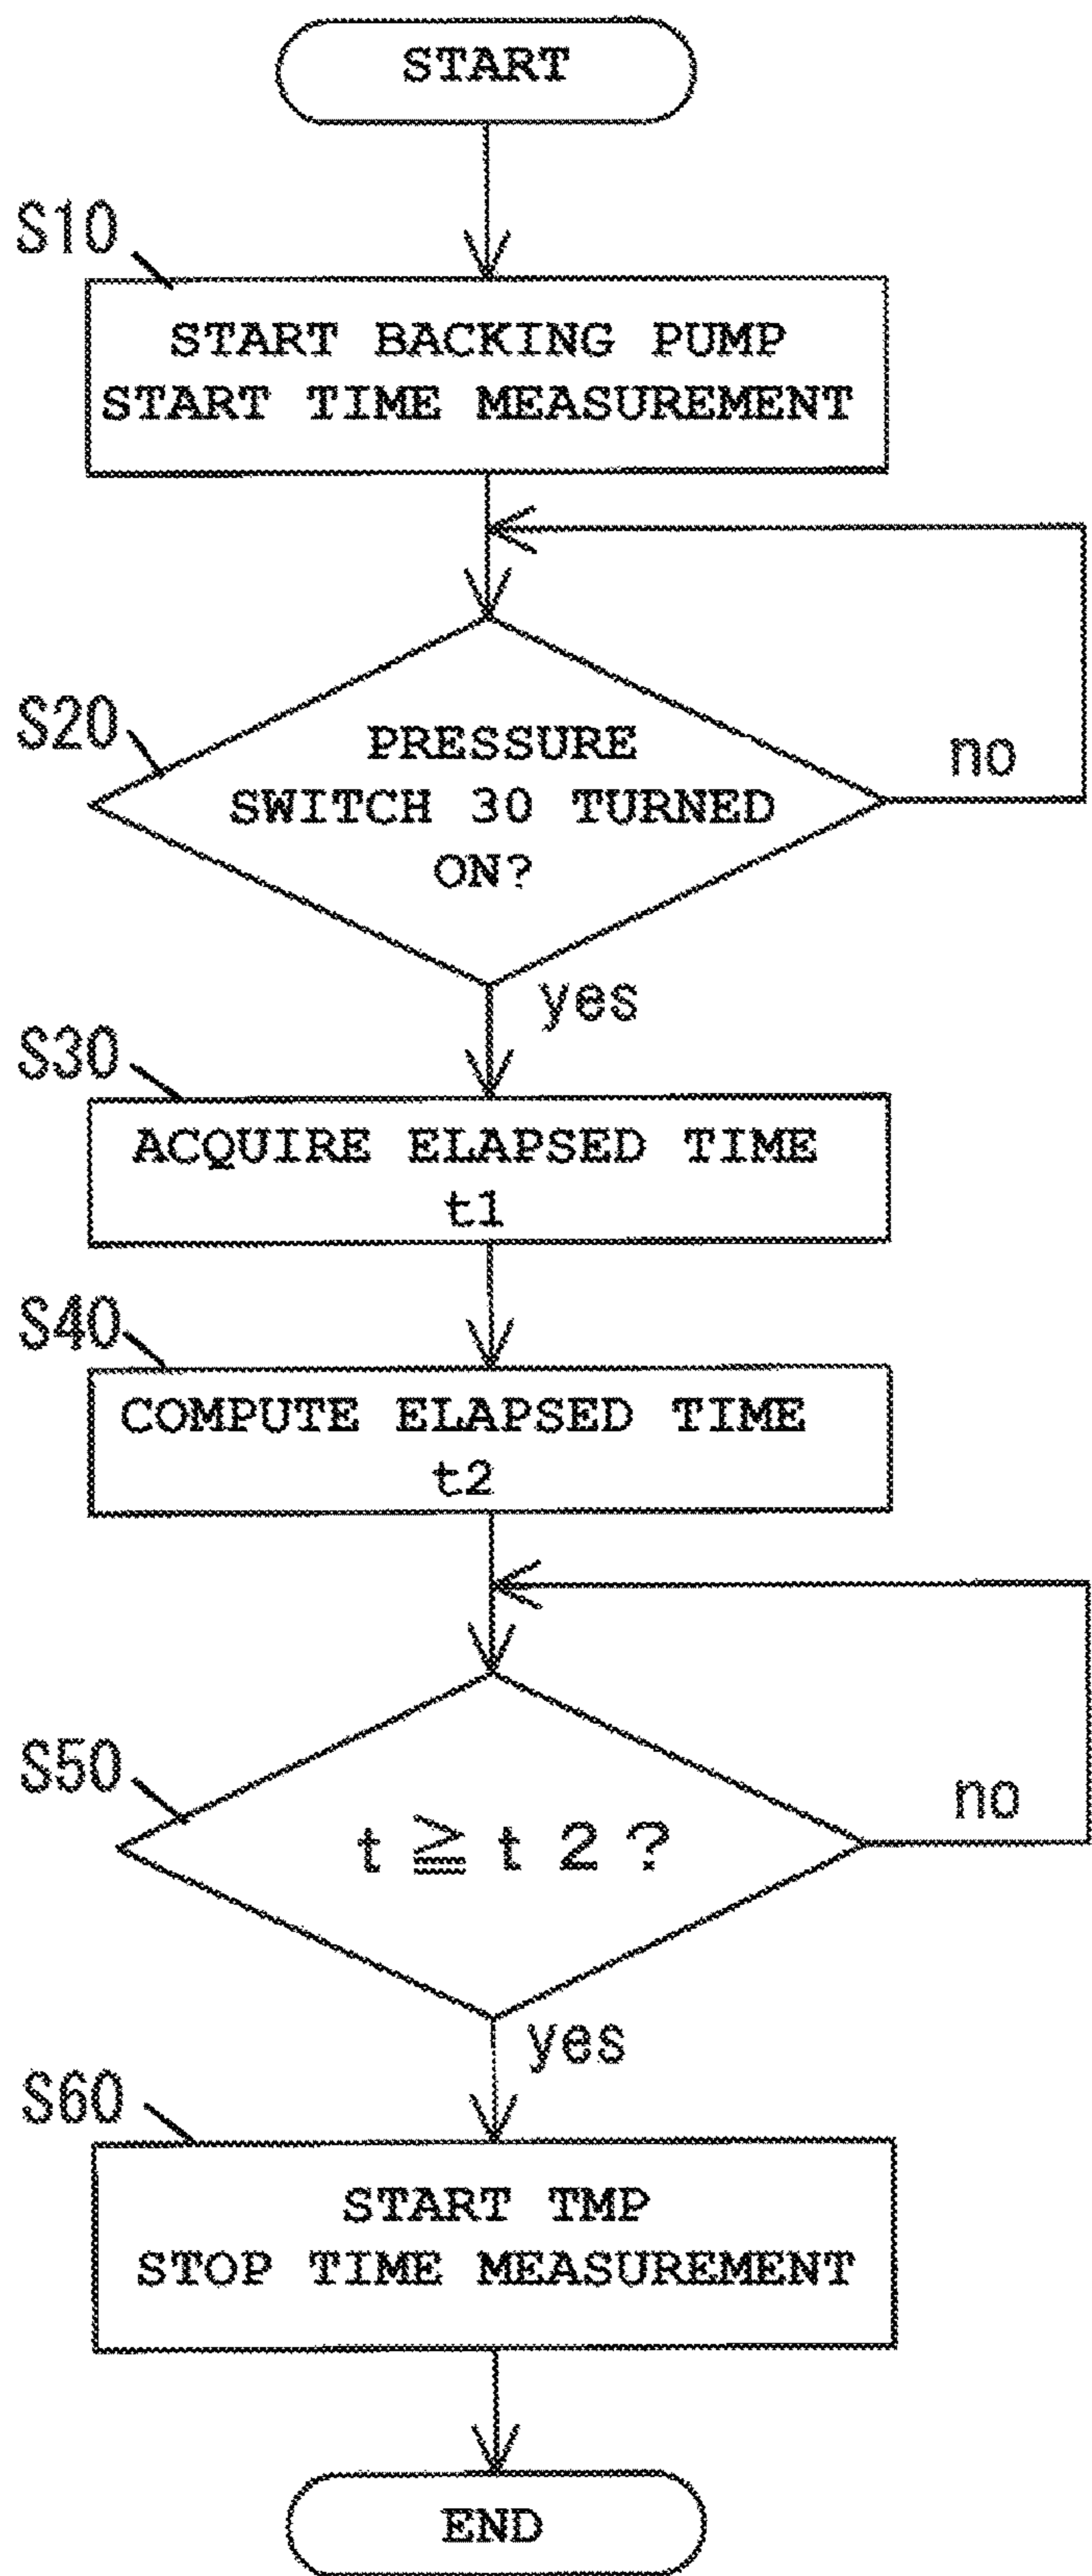 START
S10
START BACKING PUMP
START TIME MEASUREMENT
S20
PRESSURE
SWITCH 30 TURNED
ON?
no
yes
S30
ACQUIRE ELAPSED TIME
t1
S40
COMPUTE ELAPSED TIME
t2
S50
t ≧ t 2 ?
no
yes
S60
START TMP
STOP TIME MEASUREMENT
END